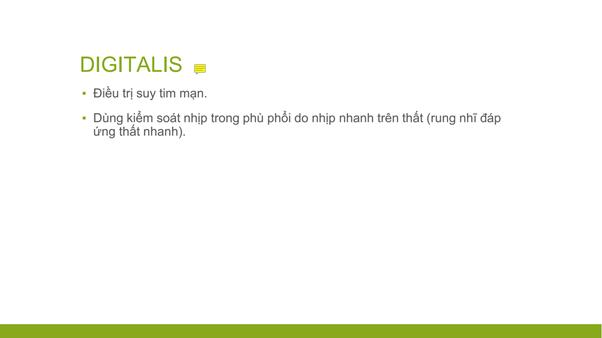 DIGITALIS
▪ Điều trị suy tim mạn.
▪ Dùng kiểm soát nhịp trong phù phổi do nhịp nhanh trên thất (rung nhĩ đáp
ứng thất nhanh).